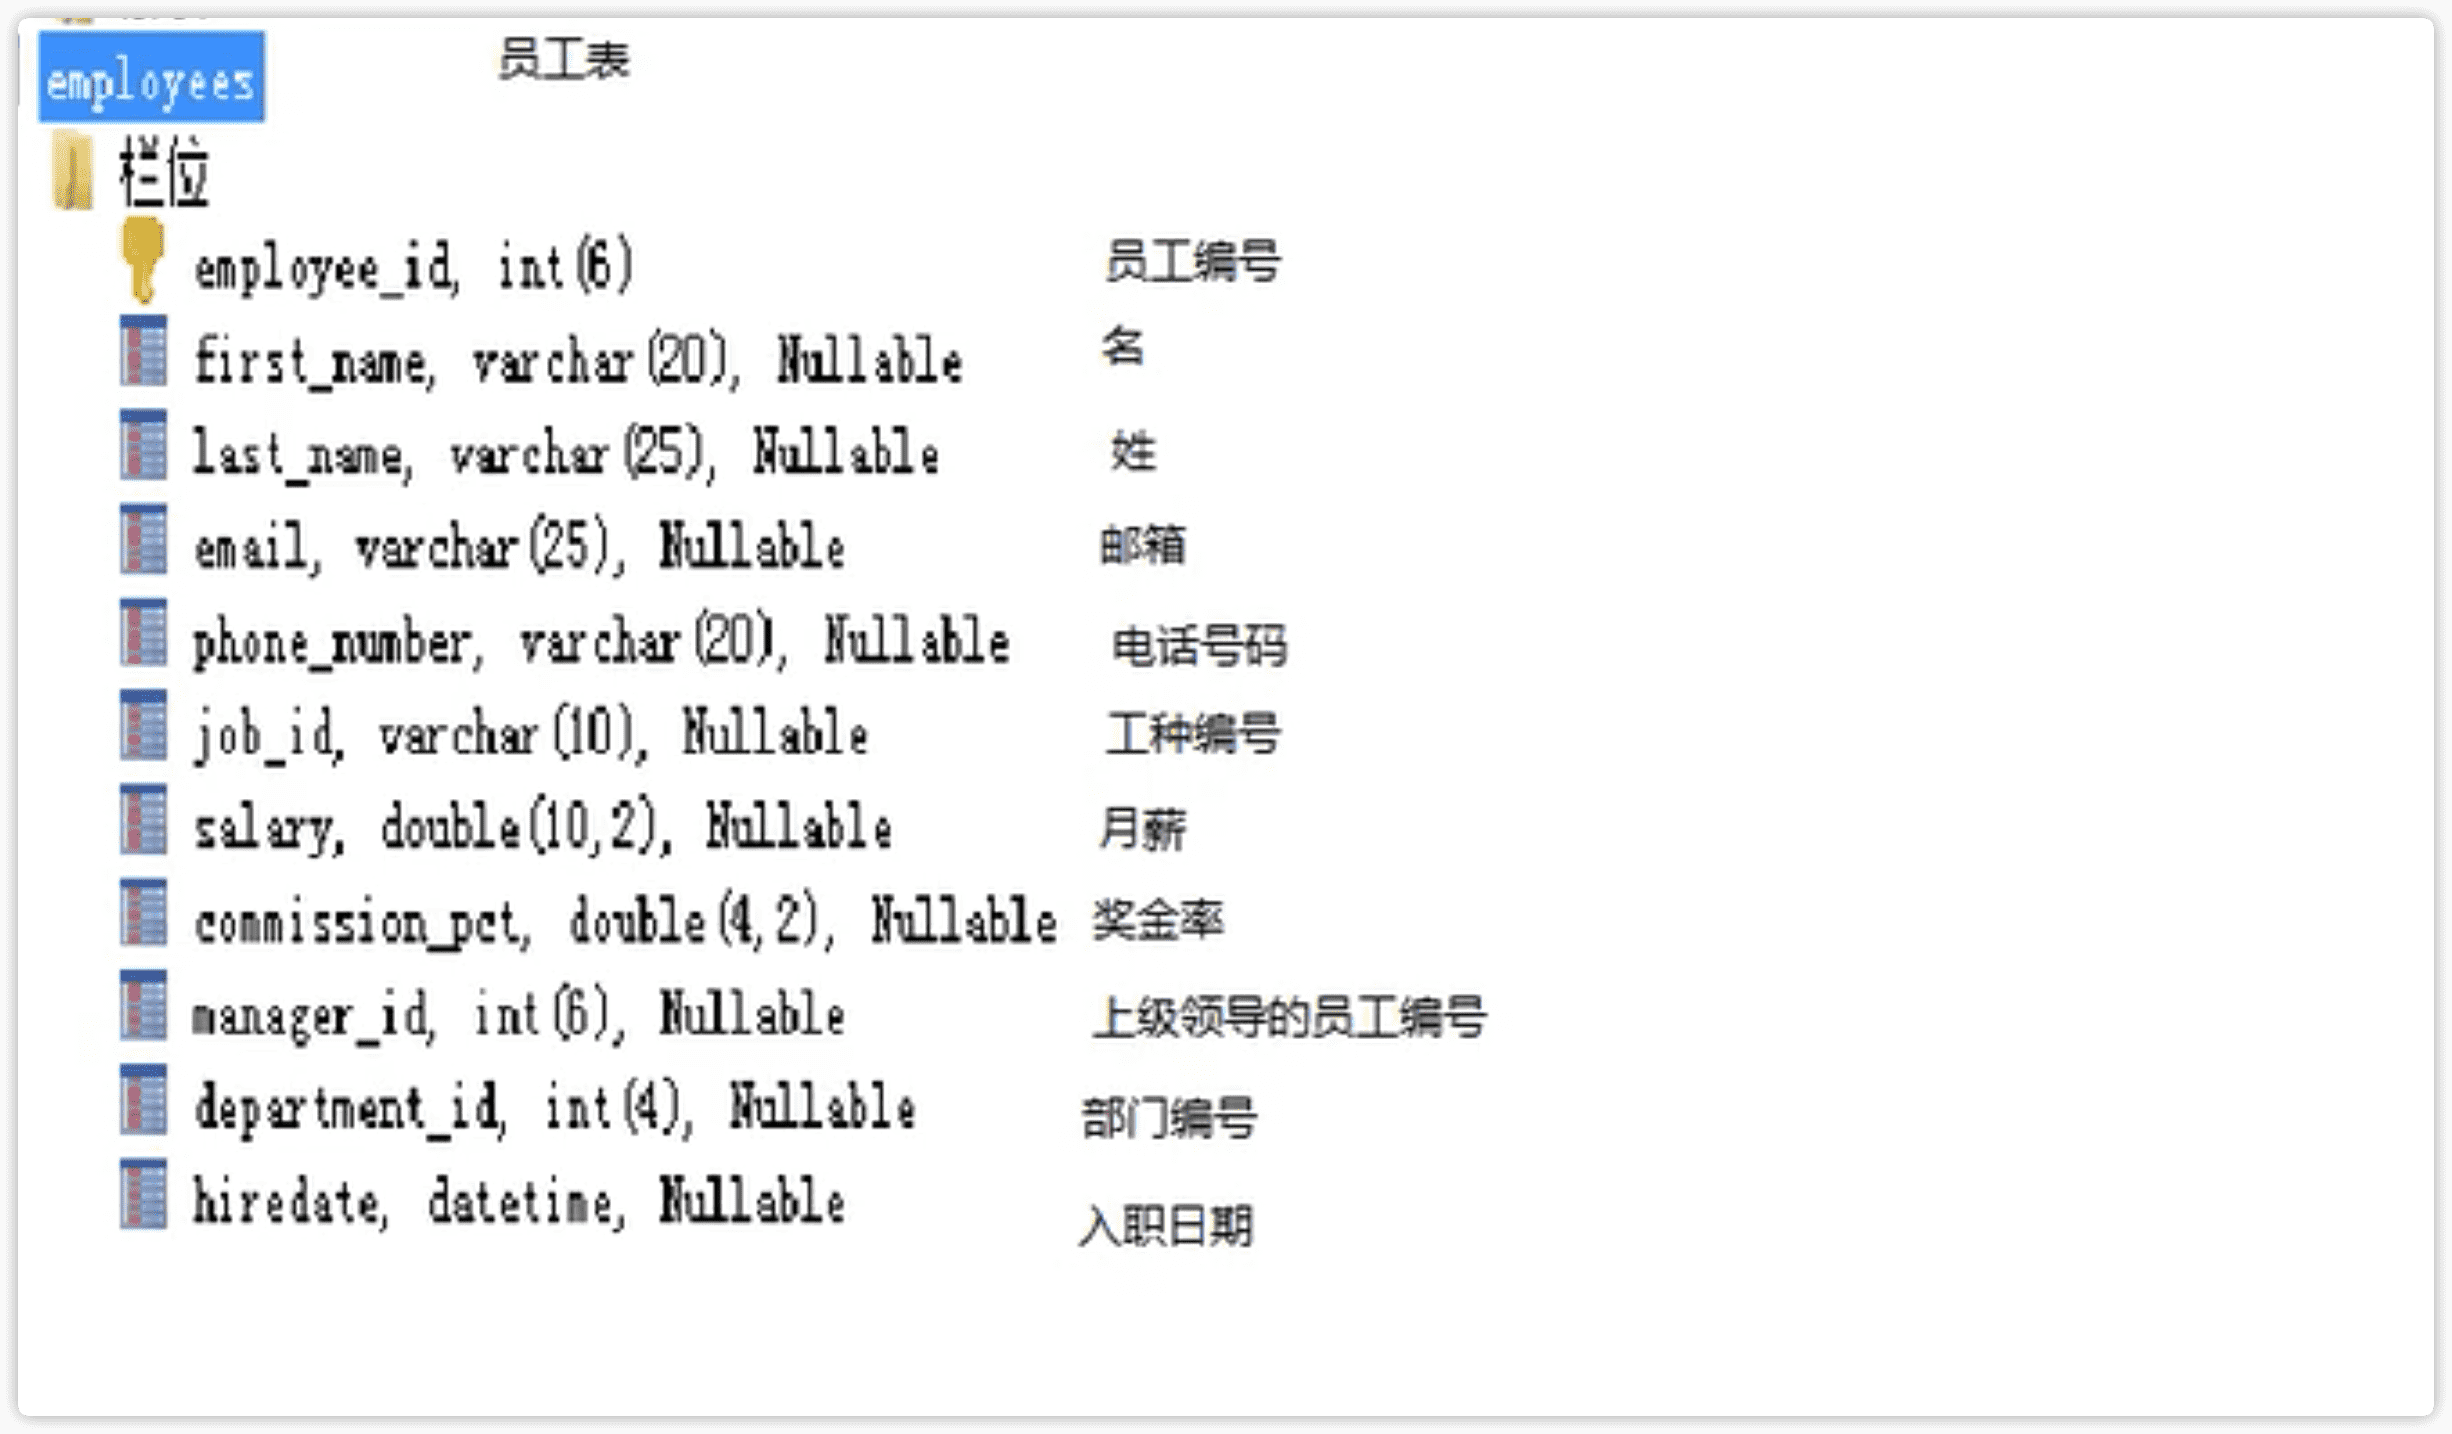 employees 员工表
栏位
employee_id, int(6) 员工编号
first_name, varchar(20), Nullable 名
last_name, varchar(25), Nullable 姓
email, varchar(25), Nullable 邮箱
phone_number, varchar(20), Nullable 电话号码
job_id, varchar(10), Nullable 工种编号
salary, double(10,2), Nullable 月薪
commission_pct, double(4,2), Nullable 奖金率
manager_id, int(6), Nullable 上级领导的员工编号
department_id, int(4), Nullable 部门编号
hiredate, datetime, Nullable 入职日期